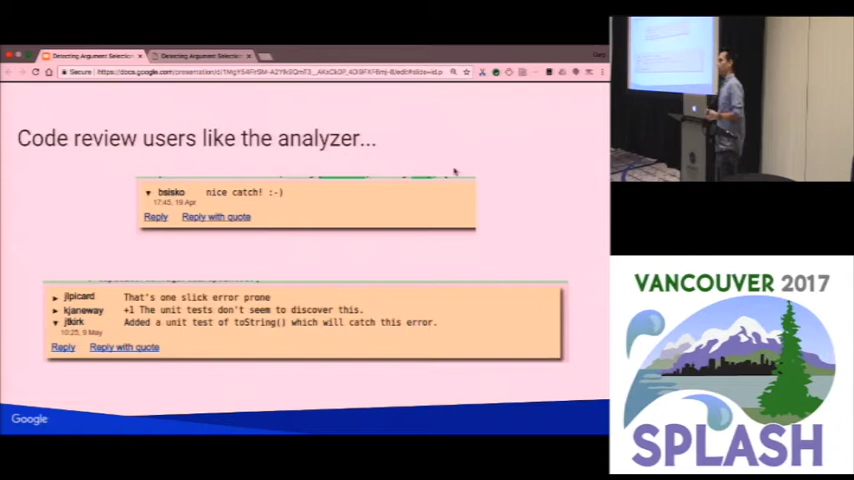 Detecting Argument Selection
Detecting Argument Selection
Secure
Code review users like the analyzer...
bsisko nice catch! :-)
17:45, 19 Apr
Reply Reply with quote
jlpicard That's one slick error prone
kjaneway +1 The unit tests don't seem to discover this.
jtkirk Added a unit test of toString() which will catch this error.
10:25, 9 May
Reply Reply with quote
Google
VANCOUVER 2017
SPLASH